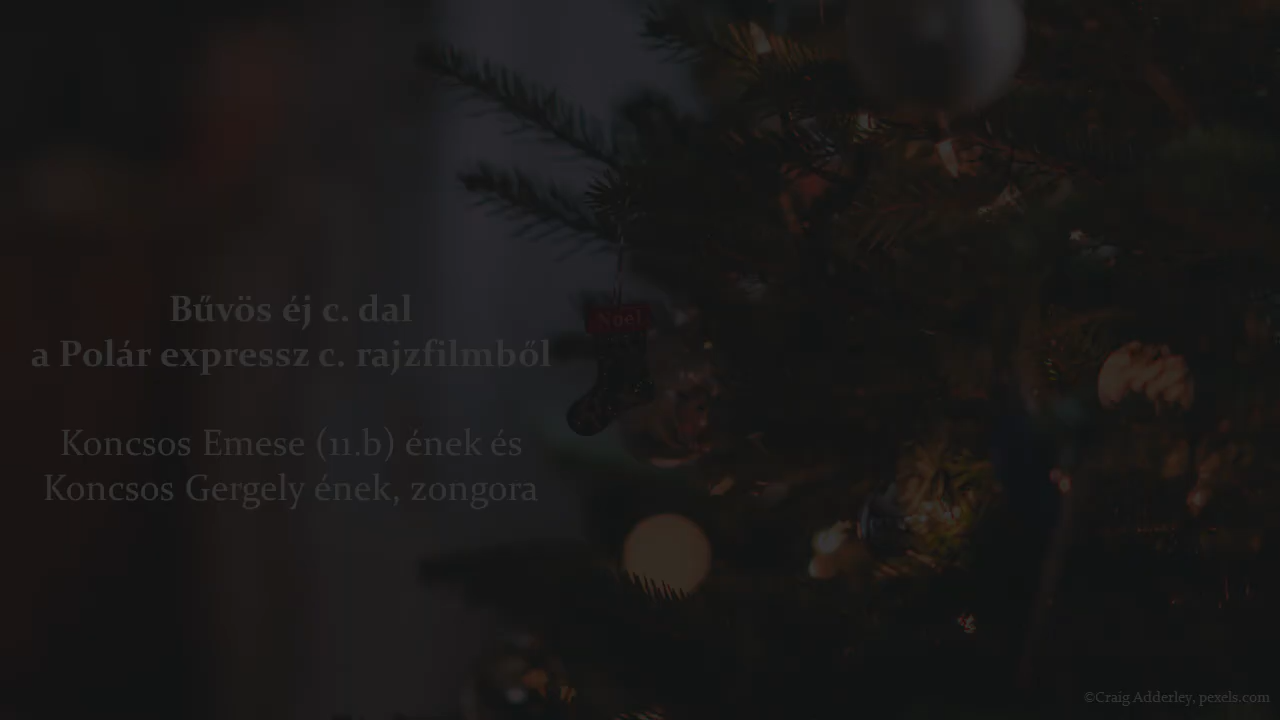 Bűvös éj c. dal
a Polár expressz c. rajzfilmből
Koncsos Emese (11.b) ének és
Koncsos Gergely ének, zongora
Noel
©Craig Adderley, pexels.com